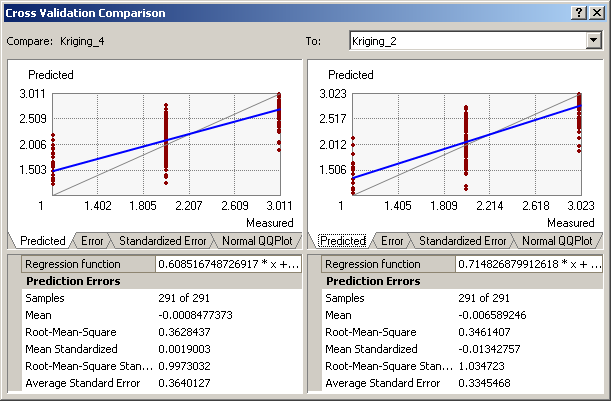 Cross Validation Comparison
Compare: Kriging_4
To: Kriging_2
Predicted
3.011
2.509
2.006
1.503
1 1.402 1.805 2.207 2.609 3.011
Measured
Predicted Error Standardized Error Normal QQPlot
Regression function 0.608516748726917 * x +...
Prediction Errors
Samples 291 of 291
Mean -0.0008477373
Root-Mean-Square 0.3628437
Mean Standardized 0.0019003
Root-Mean-Square Stan... 0.9973032
Average Standard Error 0.3640127
Predicted
3.023
2.517
2.012
1.506
1 1.405 1.809 2.214 2.618 3.023
Measured
Predicted Error Standardized Error Normal QQPlot
Regression function 0.714826879912618 * x +...
Prediction Errors
Samples 291 of 291
Mean -0.006589246
Root-Mean-Square 0.3461407
Mean Standardized -0.01342757
Root-Mean-Square Stan... 1.034723
Average Standard Error 0.3345468